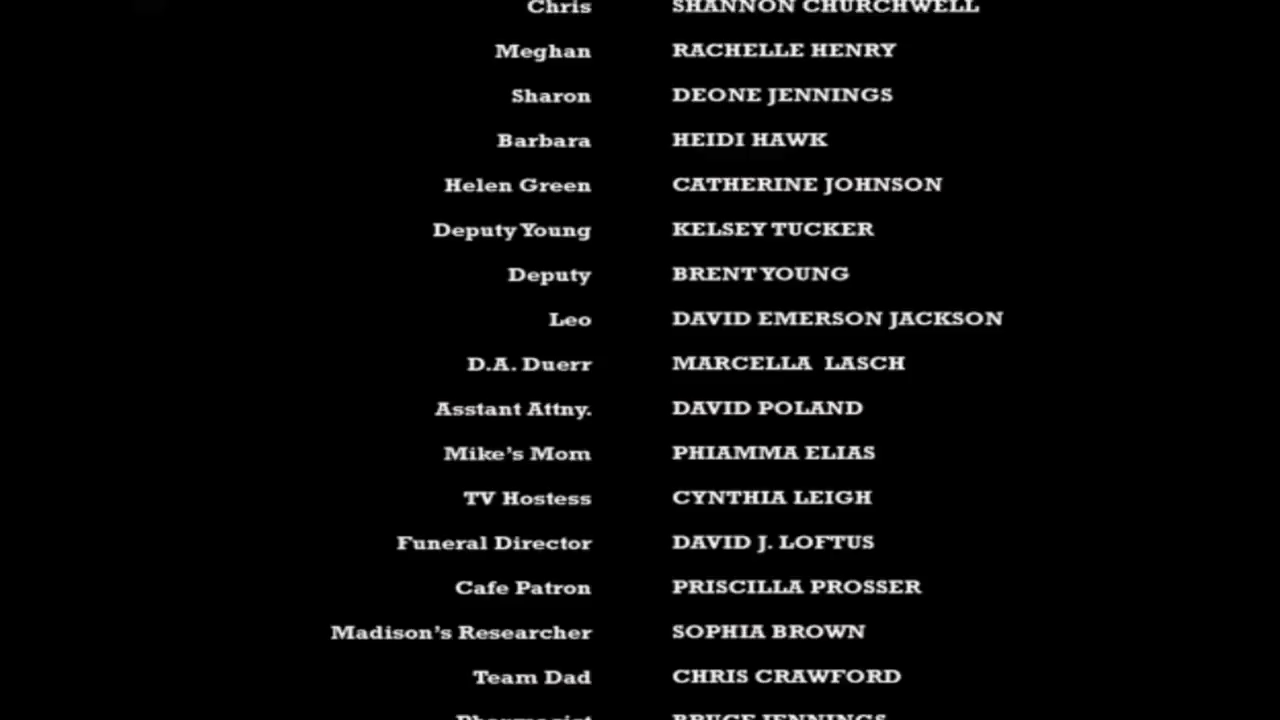 Chris SHANNON CHURCHWELL
Meghan RACHELLE HENRY
Sharon DEONE JENNINGS
Barbara HEIDI HAWK
Helen Green CATHERINE JOHNSON
Deputy Young KELSEY TUCKER
Deputy BRENT YOUNG
Leo DAVID EMERSON JACKSON
D.A. Duerr MARCELLA LASCH
Asstant Attny. DAVID POLAND
Mike's Mom PHIAMMA ELIAS
TV Hostess CYNTHIA LEIGH
Funeral Director DAVID J. LOFTUS
Cafe Patron PRISCILLA PROSSER
Madison's Researcher SOPHIA BROWN
Team Dad CHRIS CRAWFORD
Pharmacist BRUCE JENNINGS